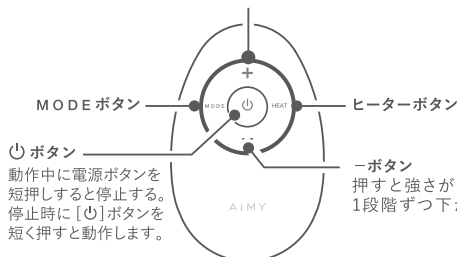 +
MODEボタン
MODE
⏻
HEAT
ヒーターボタン
−
⏻ボタン
動作中に電源ボタンを
短押しすると停止する。
停止時に[⏻]ボタンを
短く押すと動作します。
−ボタン
押すと強さが
1段階ずつ下
AiMY